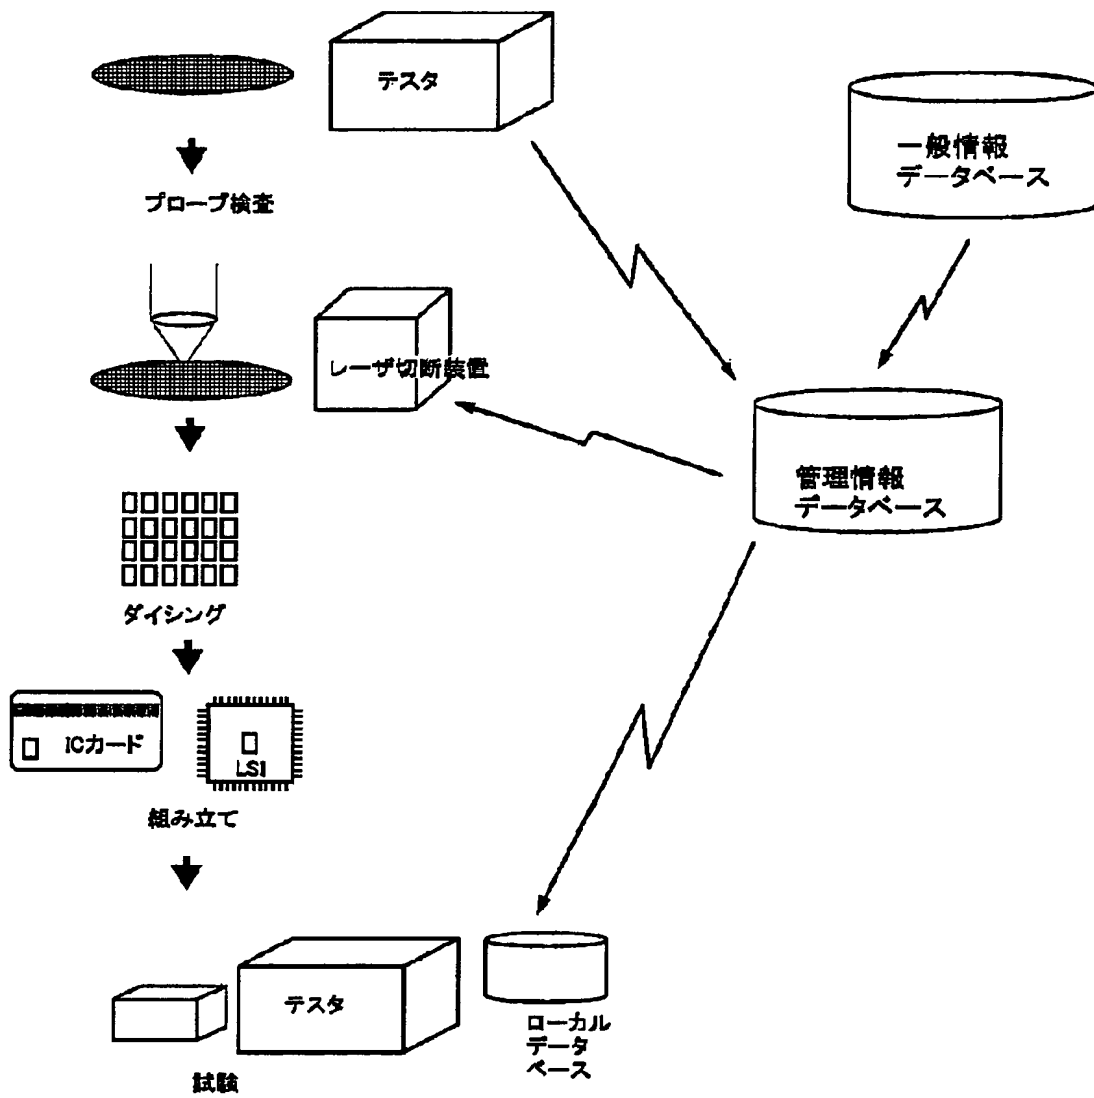 テスタ
一般情報
データベース
プローブ検査
レーザ切断装置
管理情報
データベース
ダイシング
ICカード
LSI
組み立て
テスタ
ローカル
データ
ベース
試験